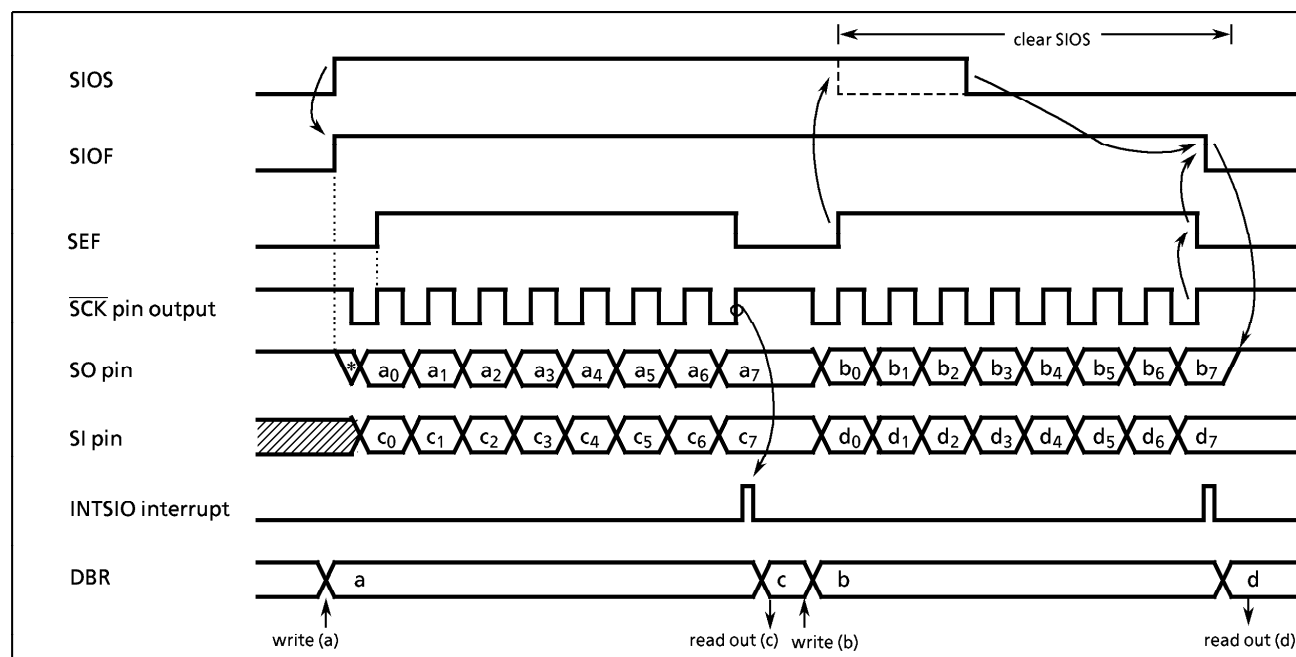 clear SIOS
SIOS
SIOF
SEF
S̅C̅K̅ pin output
SO pin * a₀ a₁ a₂ a₃ a₄ a₅ a₆ a₇ b₀ b₁ b₂ b₃ b₄ b₅ b₆ b₇
SI pin c₀ c₁ c₂ c₃ c₄ c₅ c₆ c₇ d₀ d₁ d₂ d₃ d₄ d₅ d₆ d₇
INTSIO interrupt
DBR a c b d
write (a) read out (c) write (b) read out (d)